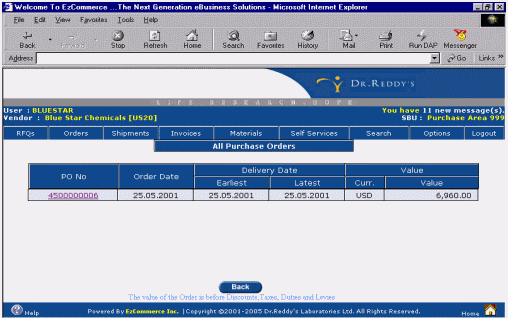 Welcome To EzCommerce ...The Next Generation eBusiness Solutions - Microsoft Internet Explorer
File Edit View Favorites Tools Help
Back Forward Stop Refresh Home Search Favorites History Mail Print Run DAP Messenger
Address Go Links »
DR.REDDY'S
LIFE. RESEARCH. HOPE
User : BLUESTAR You have 11 new message(s).
Vendor : Blue Star Chemicals [US20] SBU : Purchase Area 999
RFQs Orders Shipments Invoices Materials Self Services Search Options Logout
All Purchase Orders
PO No Order Date Delivery Date Value
Earliest Latest Curr. Value
4500000006 25.05.2001 25.05.2001 25.05.2001 USD 6,960.00
Back
The value of the Order is before Discounts,Taxes, Duties and Levies
Help Powered By EzCommerce Inc. |Copyright ©2001-2005 Dr.Reddy's Laboratories Ltd. All Rights Reserved. Home